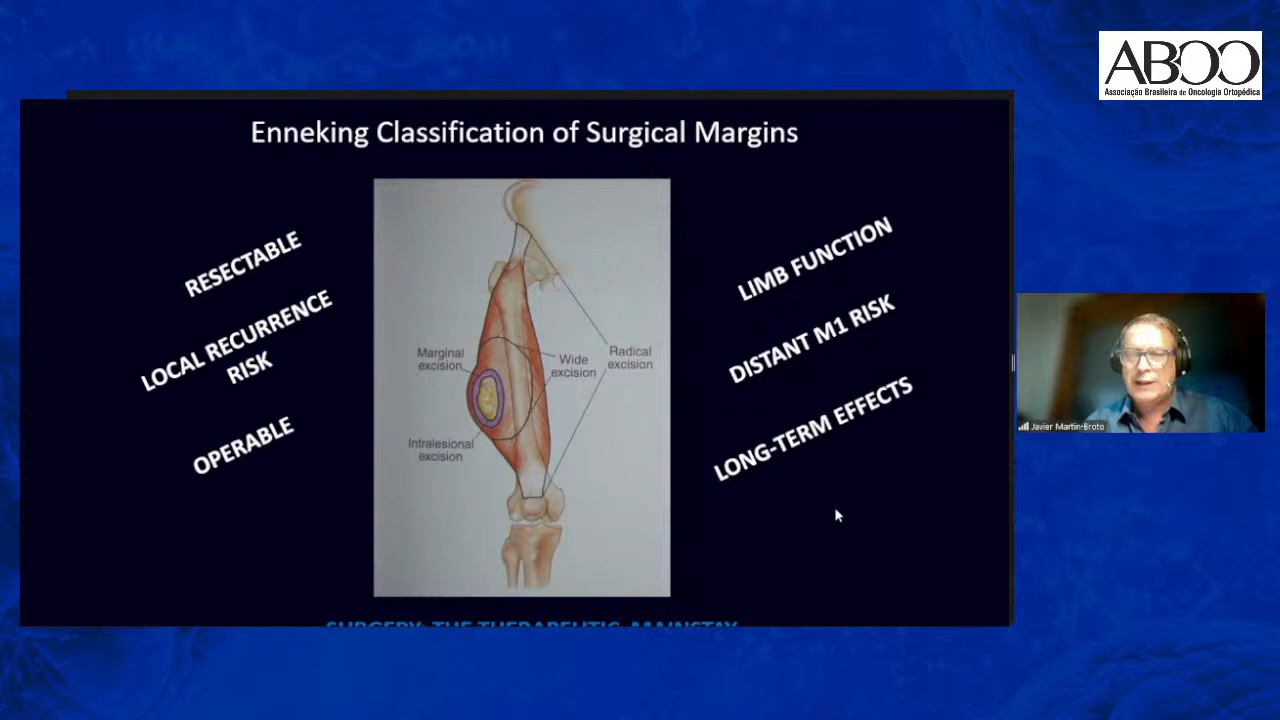 ABOO
Associação Brasileira de Oncologia Ortopédica
Enneking Classification of Surgical Margins
RESECTABLE
LOCAL RECURRENCE
RISK
OPERABLE
Marginal
excision
Intralesional
excision
Wide
excision
Radical
excision
LIMB FUNCTION
DISTANT M1 RISK
LONG-TERM EFFECTS
SURGERY: THE THERAPEUTIC MAINSTAY
Javier Martin-Broto